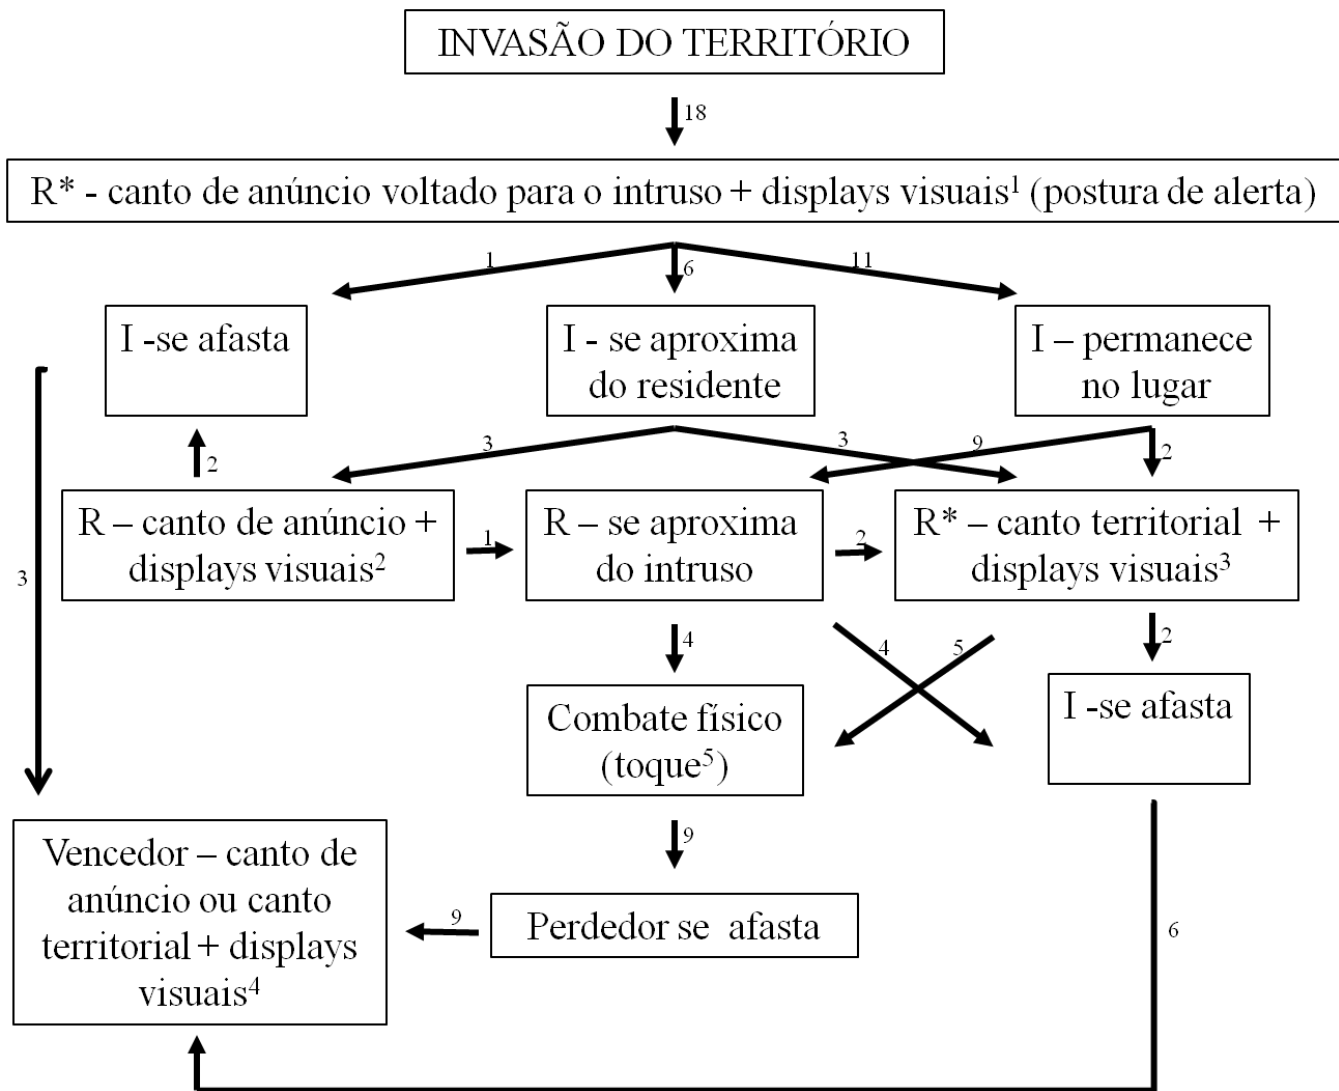 INVASÃO DO TERRITÓRIO
18
R* - canto de anúncio voltado para o intruso + displays visuais¹ (postura de alerta)
1
6
11
I -se afasta
I - se aproxima
do residente
I – permanece
no lugar
3
3
9
2
2
R – canto de anúncio +
displays visuais²
1
R – se aproxima
do intruso
2
R* – canto territorial +
displays visuais³
3
4
4
5
2
Combate físico
(toque⁵)
I -se afasta
9
Vencedor – canto de
anúncio ou canto
territorial + displays
visuais⁴
9
Perdedor se afasta
6